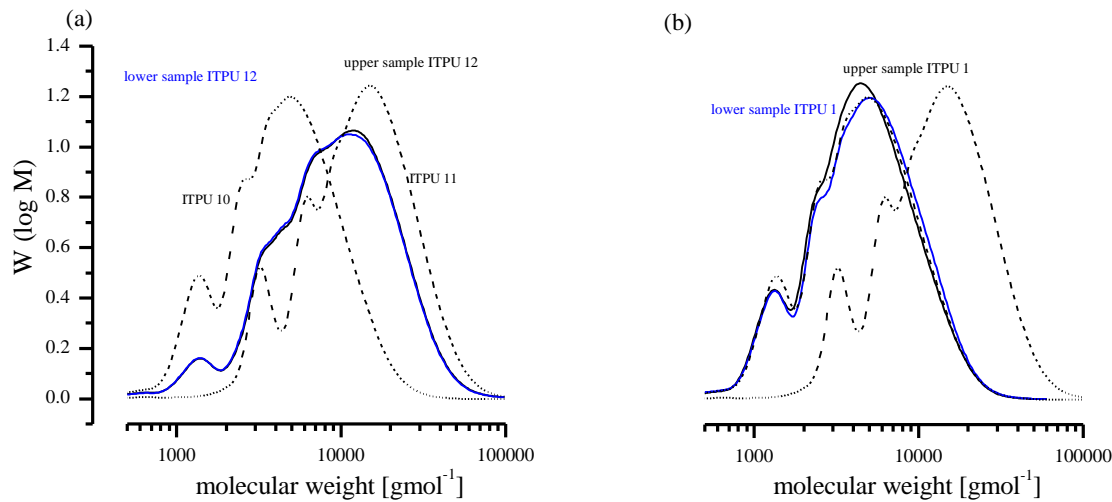 (a)
(b)
1.4
1.2
1.0
0.8
0.6
0.4
0.2
0.0
W (log M)
lower sample ITPU 12
upper sample ITPU 12
ITPU 10
ITPU 11
1000
10000
100000
molecular weight [gmol⁻¹]
upper sample ITPU 1
lower sample ITPU 1
1000
10000
100000
molecular weight [gmol⁻¹]